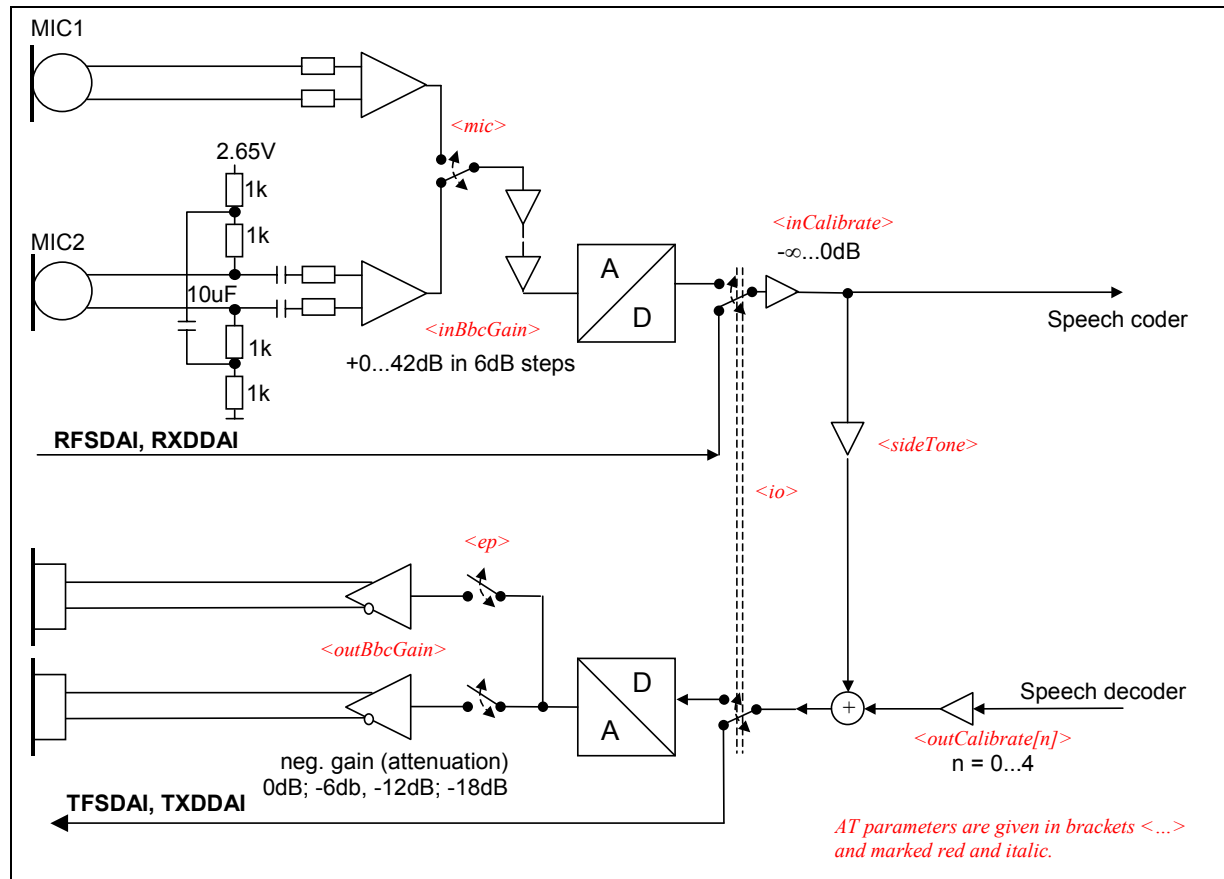 MIC1
<mic>
2.65V
1k
<inCalibrate>
-∞...0dB
MIC2
1k
A
D
10uF
<inBbcGain>
Speech coder
1k
+0...42dB in 6dB steps
1k
RFSDAI, RXDDAI
<sideTone>
<io>
<ep>
<outBbcGain>
D
A
Speech decoder
+
<outCalibrate[n]>
neg. gain (attenuation)
n = 0...4
0dB; -6db, -12dB; -18dB
TFSDAI, TXDDAI
AT parameters are given in brackets <...>
and marked red and italic.